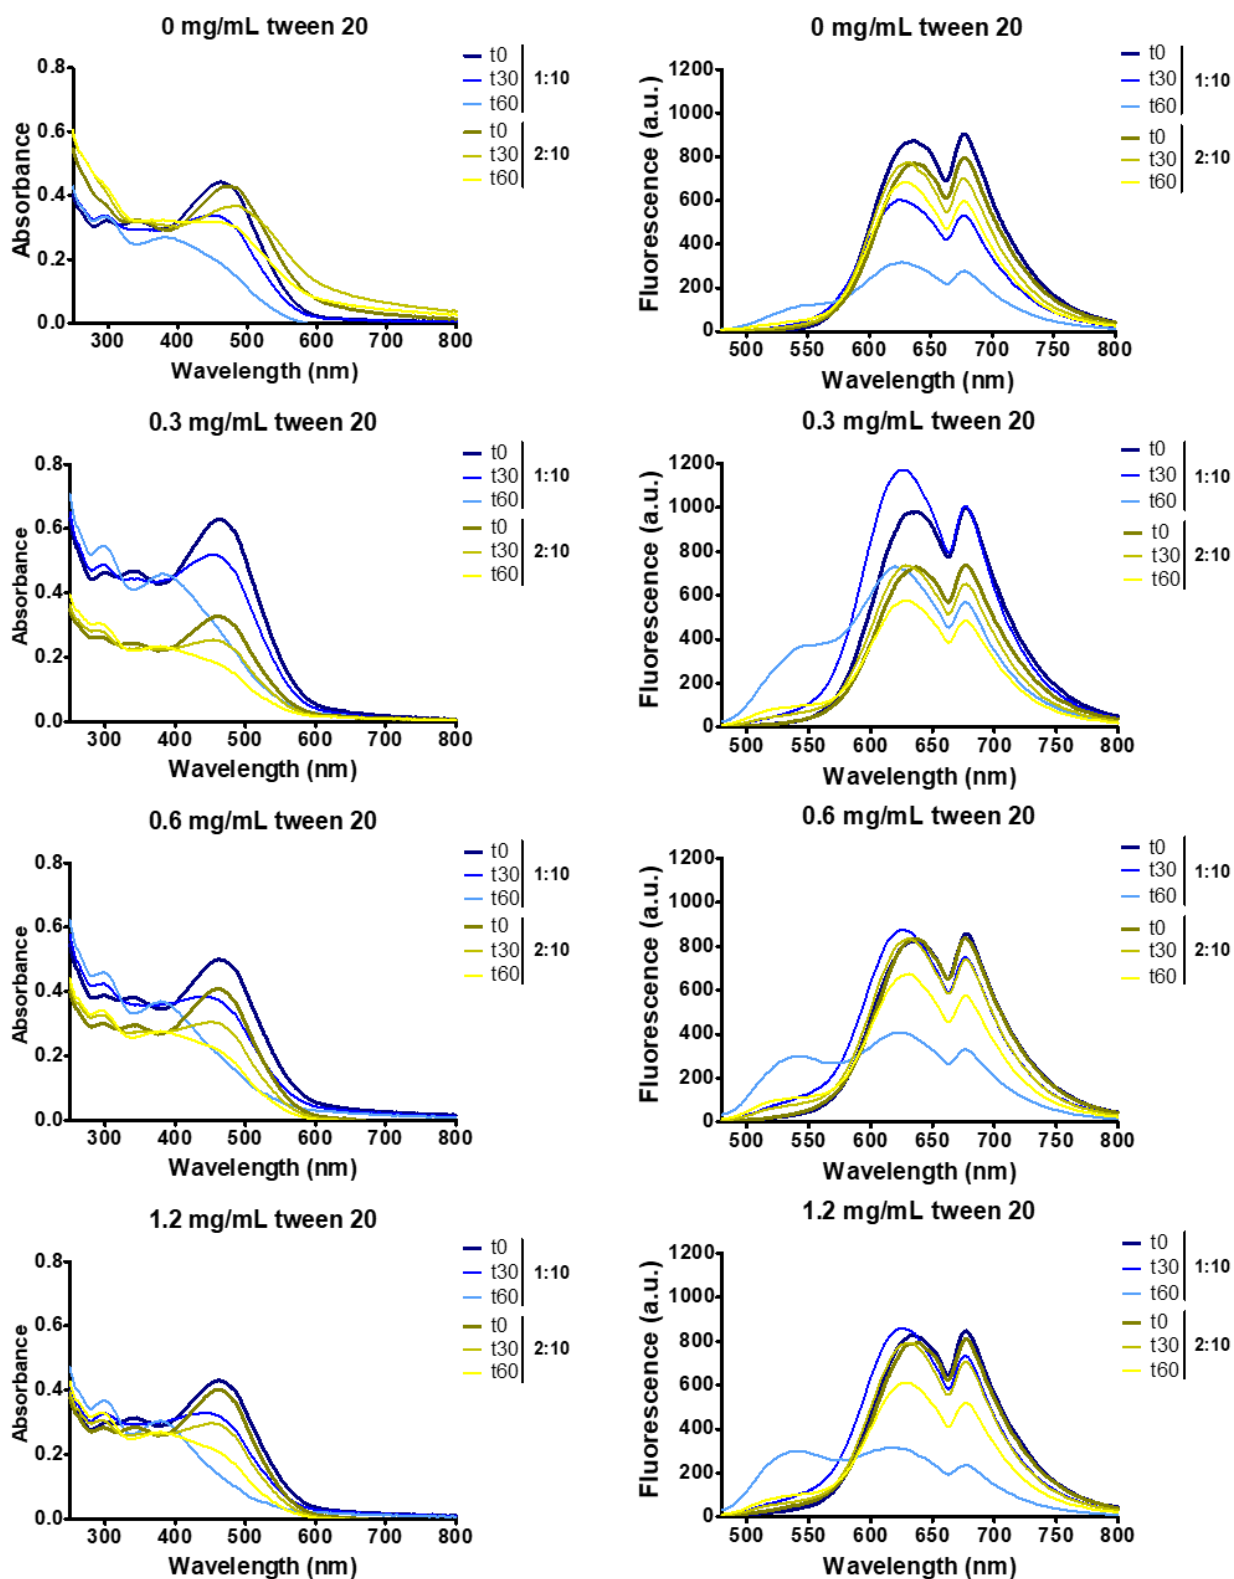 0 mg/mL tween 20
Absorbance
0.8
0.6
0.4
0.2
0.0
300 400 500 600 700 800
Wavelength (nm)
t0
t30
t60
1:10
t0
t30
t60
2:10
0 mg/mL tween 20
Fluorescence (a.u.)
1200
1000
800
600
400
200
0
500 550 600 650 700 750 800
Wavelength (nm)
t0
t30
t60
1:10
t0
t30
t60
2:10
0.3 mg/mL tween 20
Absorbance
0.8
0.6
0.4
0.2
0.0
300 400 500 600 700 800
Wavelength (nm)
t0
t30
t60
1:10
t0
t30
t60
2:10
0.3 mg/mL tween 20
Fluorescence (a.u.)
1200
1000
800
600
400
200
0
500 550 600 650 700 750 800
Wavelength (nm)
t0
t30
t60
1:10
t0
t30
t60
2:10
0.6 mg/mL tween 20
Absorbance
0.8
0.6
0.4
0.2
0.0
300 400 500 600 700 800
Wavelength (nm)
t0
t30
t60
1:10
t0
t30
t60
2:10
0.6 mg/mL tween 20
Fluorescence (a.u.)
1200
1000
800
600
400
200
0
500 550 600 650 700 750 800
Wavelength (nm)
t0
t30
t60
1:10
t0
t30
t60
2:10
1.2 mg/mL tween 20
Absorbance
0.8
0.6
0.4
0.2
0.0
300 400 500 600 700 800
Wavelength (nm)
t0
t30
t60
1:10
t0
t30
t60
2:10
1.2 mg/mL tween 20
Fluorescence (a.u.)
1200
1000
800
600
400
200
0
500 550 600 650 700 750 800
Wavelength (nm)
t0
t30
t60
1:10
t0
t30
t60
2:10